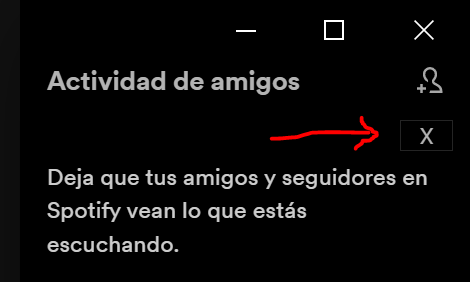 Actividad de amigos
X
Deja que tus amigos y seguidores en
Spotify vean lo que estás
escuchando.